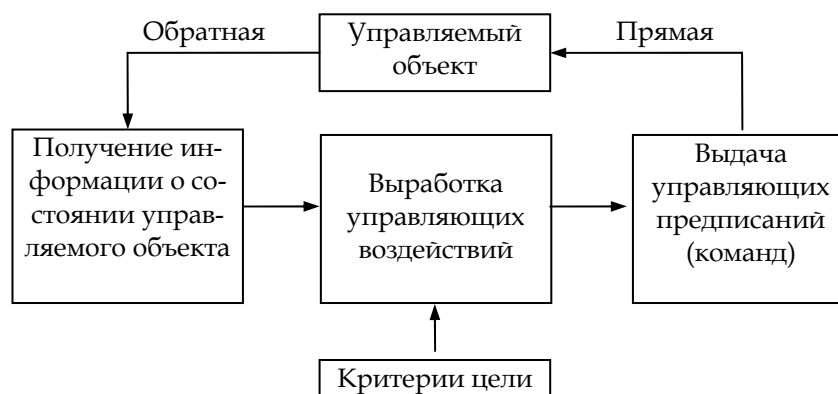 Обратная
Управляемый
объект
Прямая
Получение ин-
формации о со-
стоянии управ-
ляемого объекта
Выработка
управляющих
воздействий
Выдача
управляющих
предписаний
(команд)
Критерии цели